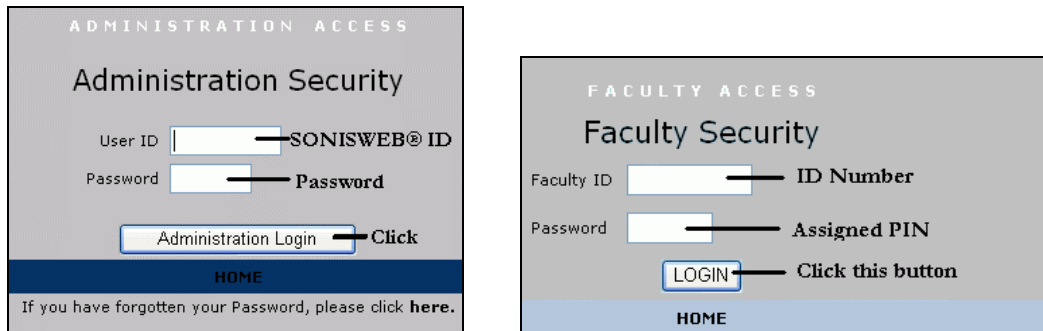 ADMINISTRATION ACCESS
Administration Security
User ID SONISWEB® ID
Password Password
Administration Login Click
HOME
If you have forgotten your Password, please click here.
FACULTY ACCESS
Faculty Security
Faculty ID ID Number
Password Assigned PIN
LOGIN Click this button
HOME